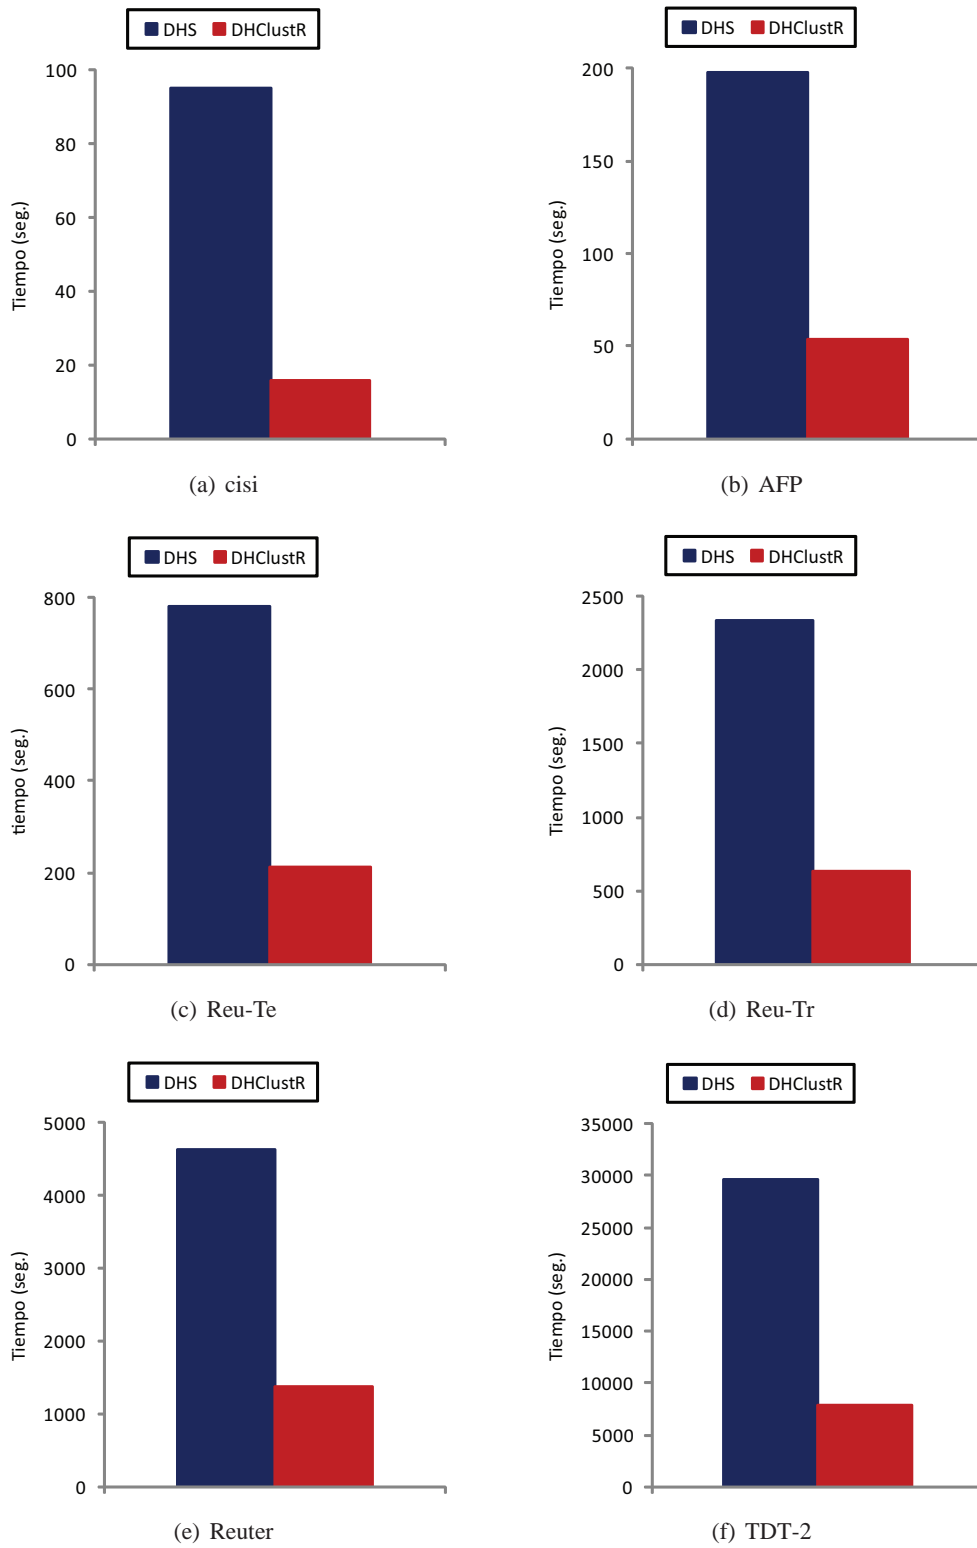 DHS DHClustR
100
80
60
40
20
0
Tiempo (seg.)
(a) cisi
DHS DHClustR
200
150
100
50
0
Tiempo (seg.)
(b) AFP
DHS DHClustR
800
600
400
200
0
tiempo (seg.)
(c) Reu-Te
DHS DHClustR
2500
2000
1500
1000
500
0
Tiempo (seg.)
(d) Reu-Tr
DHS DHClustR
5000
4000
3000
2000
1000
0
Tiempo (seg.)
(e) Reuter
DHS DHClustR
35000
30000
25000
20000
15000
10000
5000
0
Tiempo (seg.)
(f) TDT-2